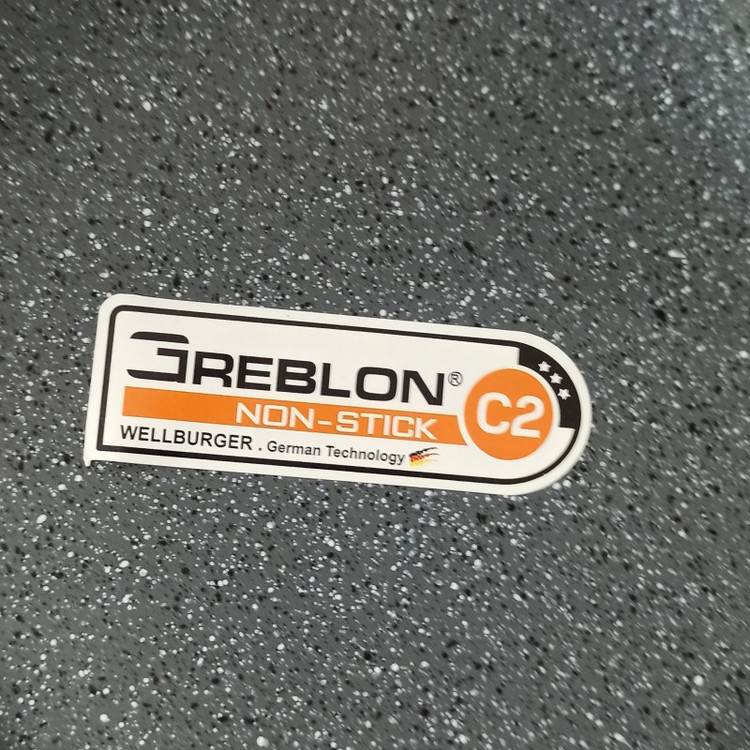 GREBLON®
NON-STICK
C2
WELLBURGER . German Technology